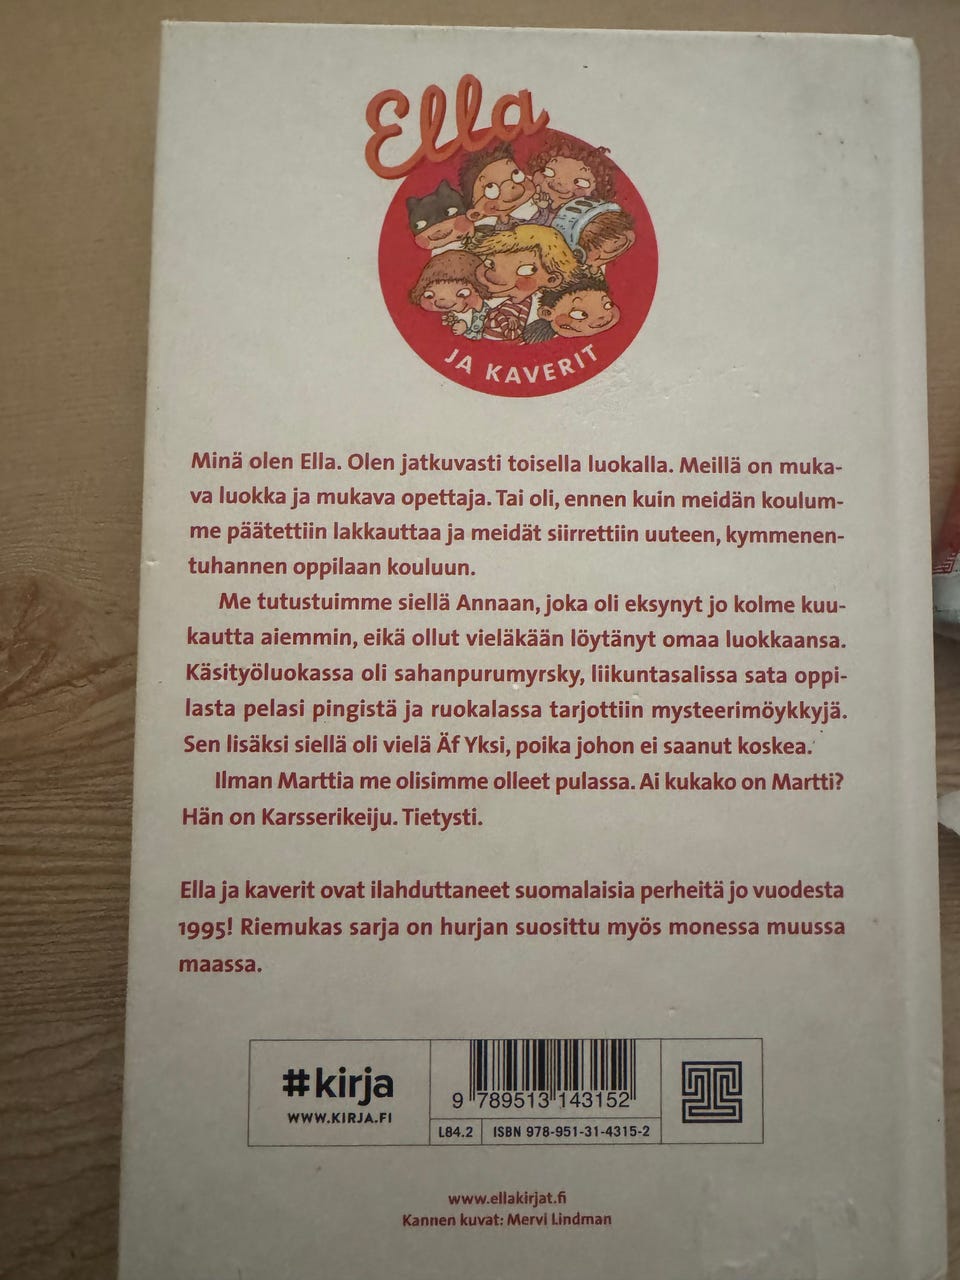 Ella
JA KAVERIT
Minä olen Ella. Olen jatkuvasti toisella luokalla. Meillä on muka-
va luokka ja mukava opettaja. Tai oli, ennen kuin meidän koulum-
me päätettiin lakkauttaa ja meidät siirrettiin uuteen, kymmenen-
tuhannen oppilaan kouluun.
Me tutustuimme siellä Annaan, joka oli eksynyt jo kolme kuu-
kautta aiemmin, eikä ollut vieläkään löytänyt omaa luokkaansa.
Käsityöluokassa oli sahanpurumyrsky, liikuntasalissa sata oppi-
lasta pelasi pingistä ja ruokalassa tarjottiin mysteerimöykkyjä.
Sen lisäksi siellä oli vielä Äf Yksi, poika johon ei saanut koskea.
Ilman Marttia me olisimme olleet pulassa. Ai kukako on Martti?
Hän on Karsserikeiju. Tietysti.
Ella ja kaverit ovat ilahduttaneet suomalaisia perheitä jo vuodesta
1995! Riemukas sarja on hurjan suosittu myös monessa muussa
maassa.
#kirja
WWW.KIRJA.FI
9 789513 143152
L84.2 ISBN 978-951-31-4315-2
www.ellakirjat.fi
Kannen kuvat: Mervi Lindman